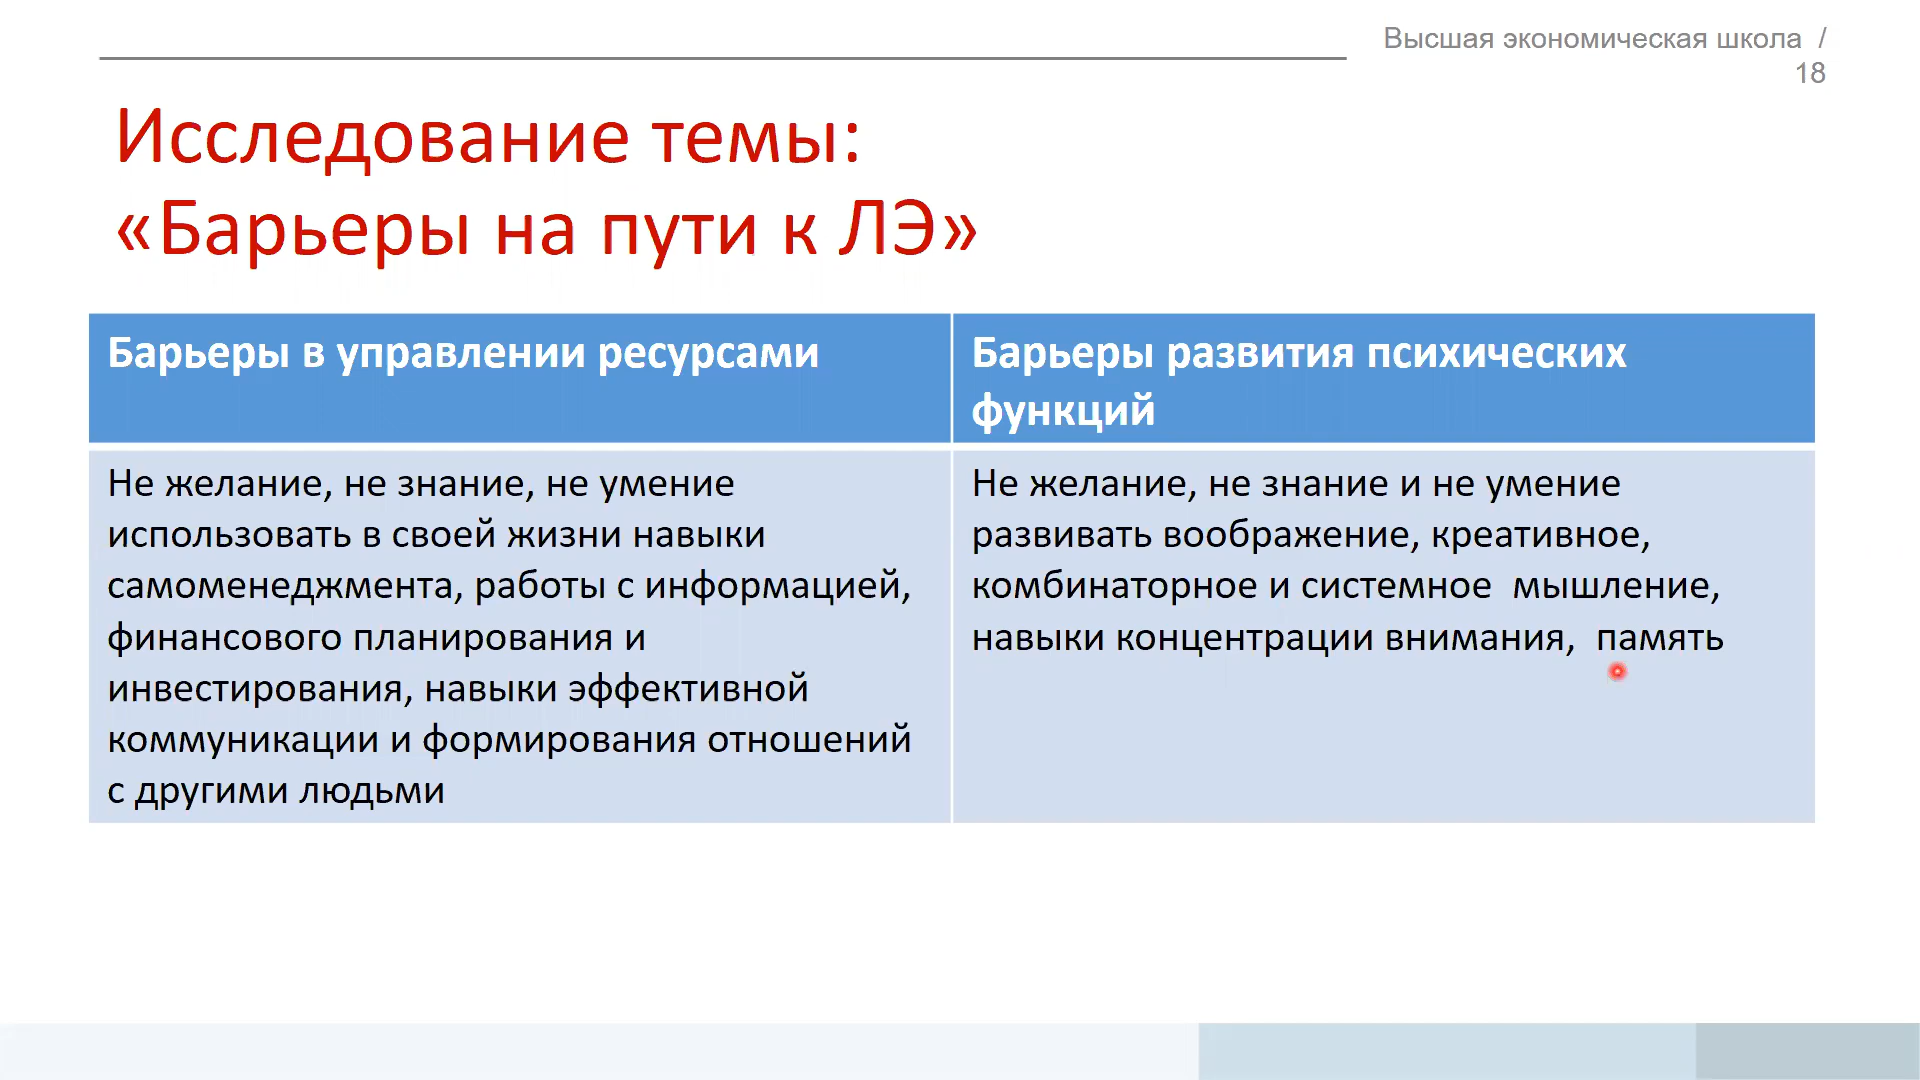 Высшая экономическая школа /
18
Исследование темы:
«Барьеры на пути к ЛЭ»
Барьеры в управлении ресурсами
Барьеры развития психических
функций
Не желание, не знание, не умение
использовать в своей жизни навыки
самоменеджмента, работы с информацией,
финансового планирования и
инвестирования, навыки эффективной
коммуникации и формирования отношений
с другими людьми
Не желание, не знание и не умение
развивать воображение, креативное,
комбинаторное и системное мышление,
навыки концентрации внимания, память